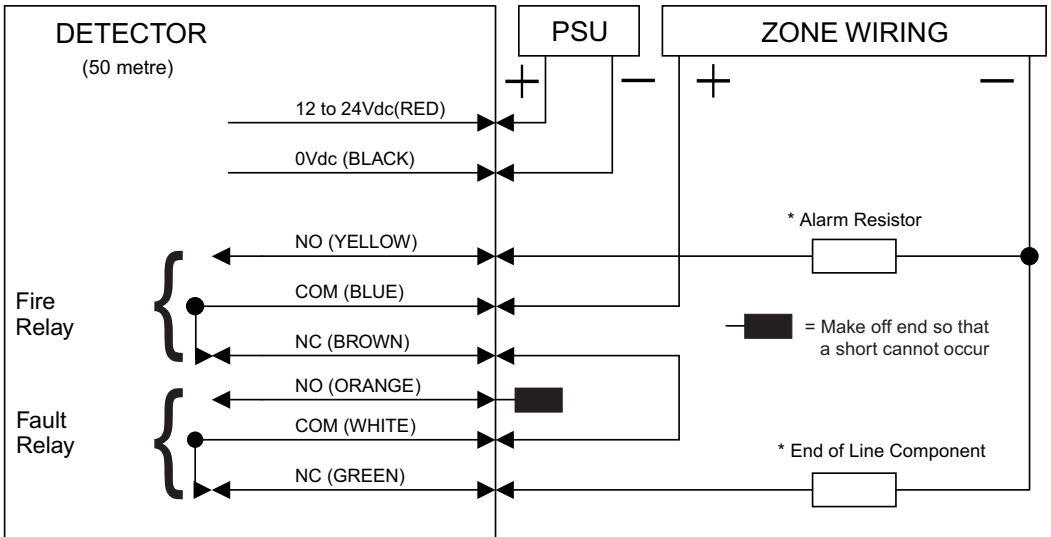 DETECTOR
(50 metre)
PSU
ZONE WIRING
+
−
+
−
12 to 24Vdc(RED)
0Vdc (BLACK)
* Alarm Resistor
NO (YELLOW)
COM (BLUE)
NC (BROWN)
Fire
Relay
= Make off end so that
a short cannot occur
NO (ORANGE)
COM (WHITE)
NC (GREEN)
Fault
Relay
* End of Line Component